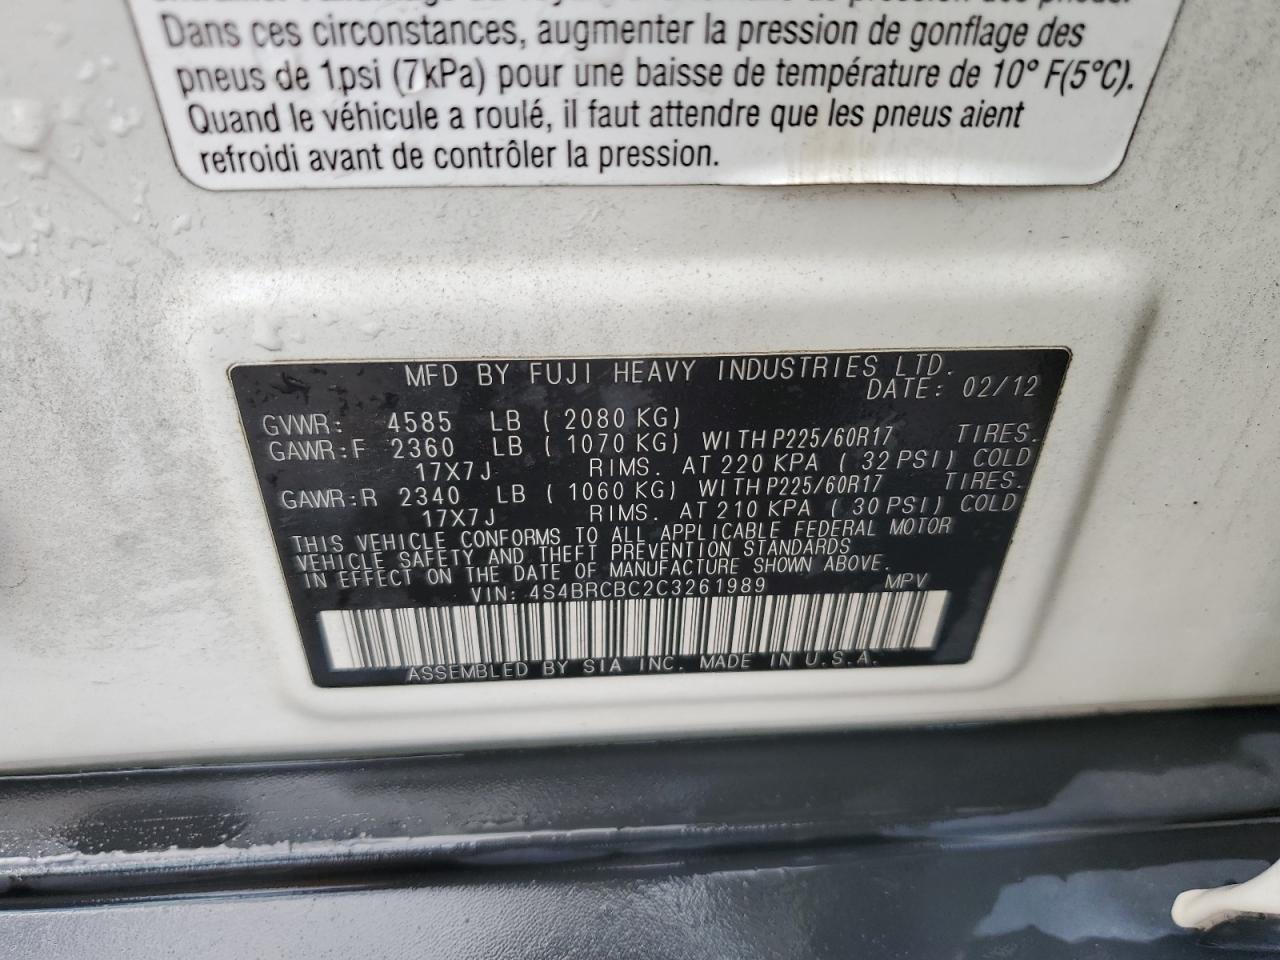 Dans ces circonstances, augmenter la pression de gonflage des
pneus de 1psi (7kPa) pour une baisse de température de 10° F(5°C).
Quand le véhicule a roulé, il faut attendre que les pneus aient
refroidi avant de contrôler la pression.
MFD BY FUJI HEAVY INDUSTRIES LTD.
DATE: 02/12
GVWR: 4585 LB ( 2080 KG)
GAWR:F 2360 LB ( 1070 KG) WITH P225/60R17 TIRES.
17X7J RIMS. AT 220 KPA ( 32 PSI) COLD
GAWR:R 2340 LB ( 1060 KG) WITH P225/60R17 TIRES.
17X7J RIMS. AT 210 KPA ( 30 PSI) COLD
THIS VEHICLE CONFORMS TO ALL APPLICABLE FEDERAL MOTOR
VEHICLE SAFETY AND THEFT PREVENTION STANDARDS
IN EFFECT ON THE DATE OF MANUFACTURE SHOWN ABOVE.
VIN: 4S4BRCBC2C3261989 MPV
ASSEMBLED BY SIA INC. MADE IN U.S.A.